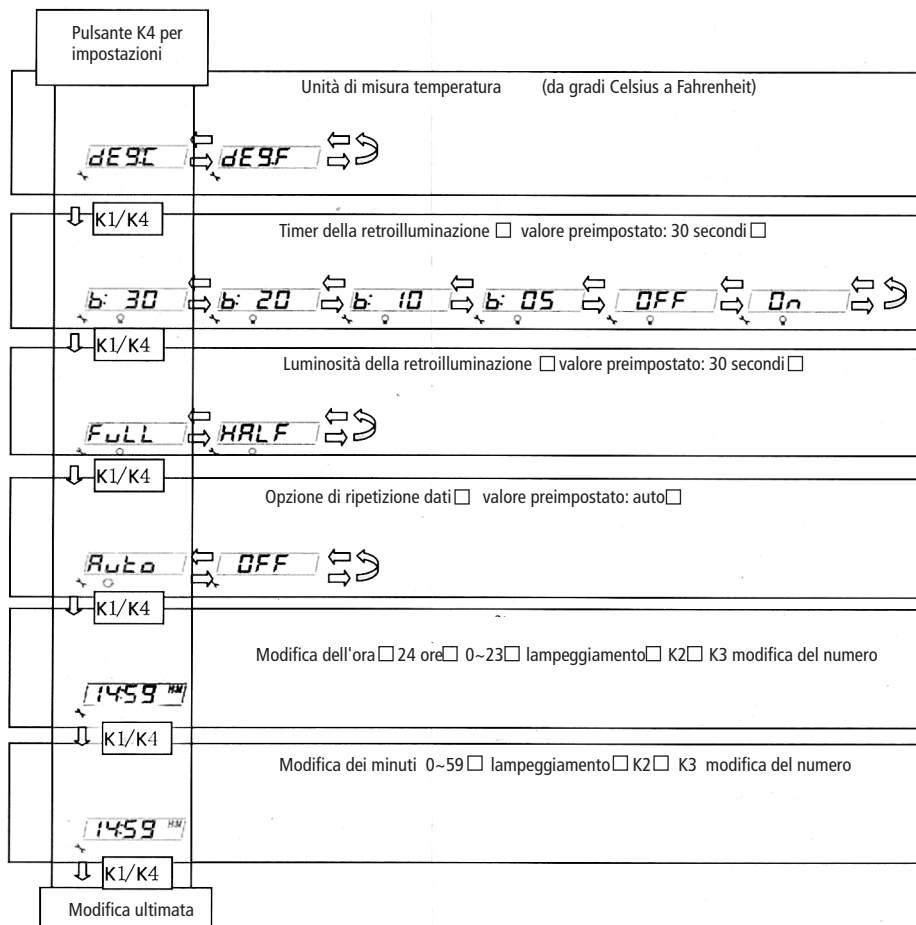 Pulsante K4 per
impostazioni
Unità di misura temperatura (da gradi Celsius a Fahrenheit)
dEg.C dEg.F
K1/K4
Timer della retroilluminazione □ valore preimpostato: 30 secondi □
b: 30 b: 20 b: 10 b: 05 OFF On
K1/K4
Luminosità della retroilluminazione □ valore preimpostato: 30 secondi □
FuLL HALF
K1/K4
Opzione di ripetizione dati □ valore preimpostato: auto □
Auto OFF
K1/K4
Modifica dell'ora □ 24 ore □ 0~23 □ lampeggiamento □ K2 □ K3 modifica del numero
14:59 H:M
K1/K4
Modifica dei minuti 0~59 □ lampeggiamento □ K2 □ K3 modifica del numero
14:59 H:M
K1/K4
Modifica ultimata